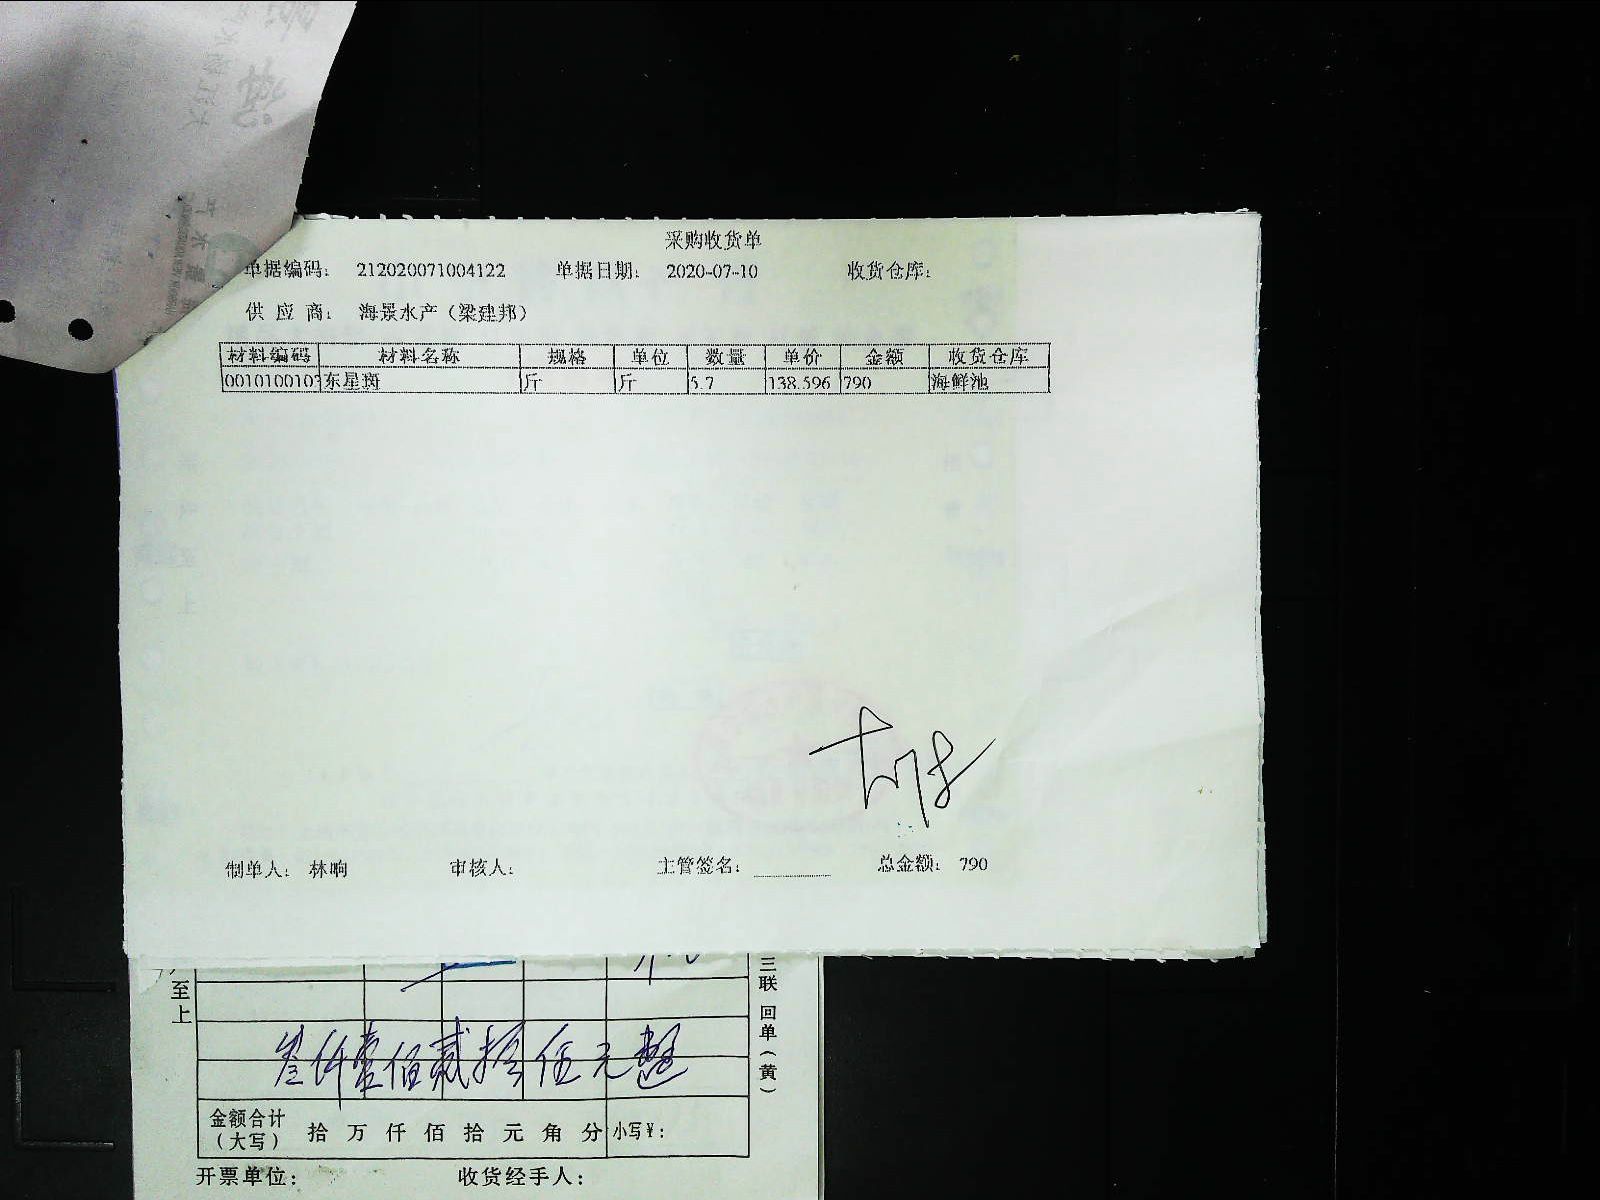 采购收货单
单据编码： 212020071004122 单据日期： 2020-07-10 收货仓库：
供 应 商： 海景水产（梁建邦）
材料编码 材料名称 规格 单位 数量 单价 金额 收货仓库
001010010 东星斑 斤 斤 5.7 138.596 790 海鲜池
制单人： 林晌 审核人： 主管签名： 总金额： 790
至上
三联 回单（黄）
叁仟壹佰贰拾伍元整
金额合计（大写） 拾 万 仟 佰 拾 元 角 分 小写¥：
开票单位： 收货经手人：